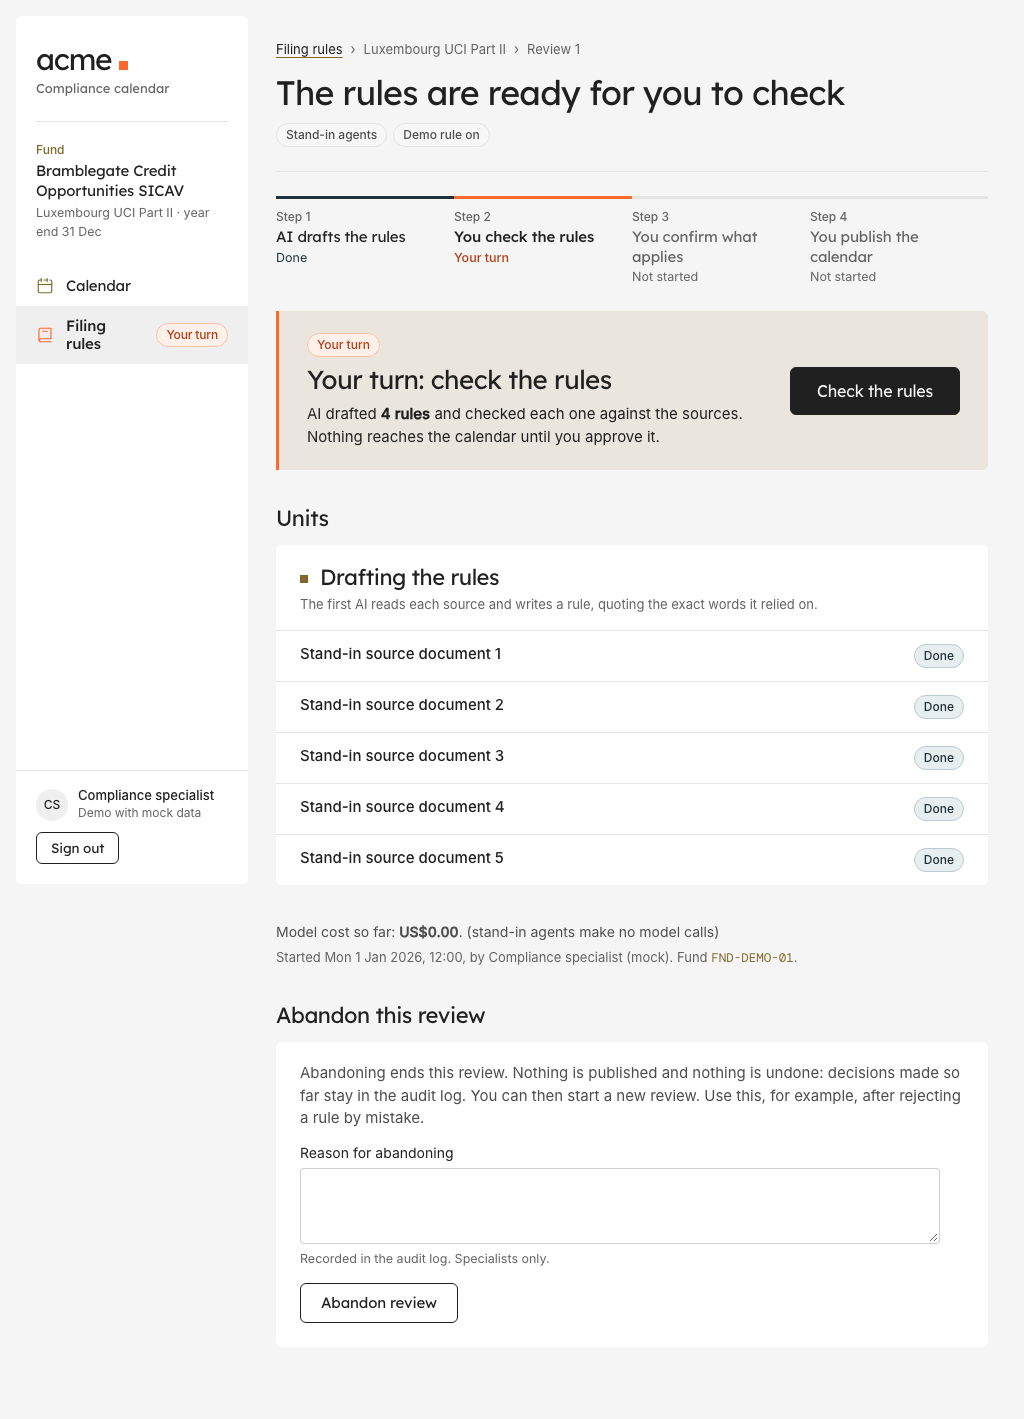 acme
Compliance calendar
Fund
Bramblegate Credit
Opportunities SICAV
Luxembourg UCI Part II · year
end 31 Dec
Calendar
Filing
rules
Your turn
CS
Compliance specialist
Demo with mock data
Sign out
Filing rules › Luxembourg UCI Part II › Review 1
The rules are ready for you to check
Stand-in agents Demo rule on
Step 1
AI drafts the rules
Done
Step 2
You check the rules
Your turn
Step 3
You confirm what
applies
Not started
Step 4
You publish the
calendar
Not started
Your turn
Your turn: check the rules
AI drafted 4 rules and checked each one against the sources.
Nothing reaches the calendar until you approve it.
Check the rules
Units
Drafting the rules
The first AI reads each source and writes a rule, quoting the exact words it relied on.
Stand-in source document 1 Done
Stand-in source document 2 Done
Stand-in source document 3 Done
Stand-in source document 4 Done
Stand-in source document 5 Done
Model cost so far: US$0.00. (stand-in agents make no model calls)
Started Mon 1 Jan 2026, 12:00, by Compliance specialist (mock). Fund FND-DEMO-01.
Abandon this review
Abandoning ends this review. Nothing is published and nothing is undone: decisions made so
far stay in the audit log. You can then start a new review. Use this, for example, after rejecting
a rule by mistake.
Reason for abandoning
Recorded in the audit log. Specialists only.
Abandon review